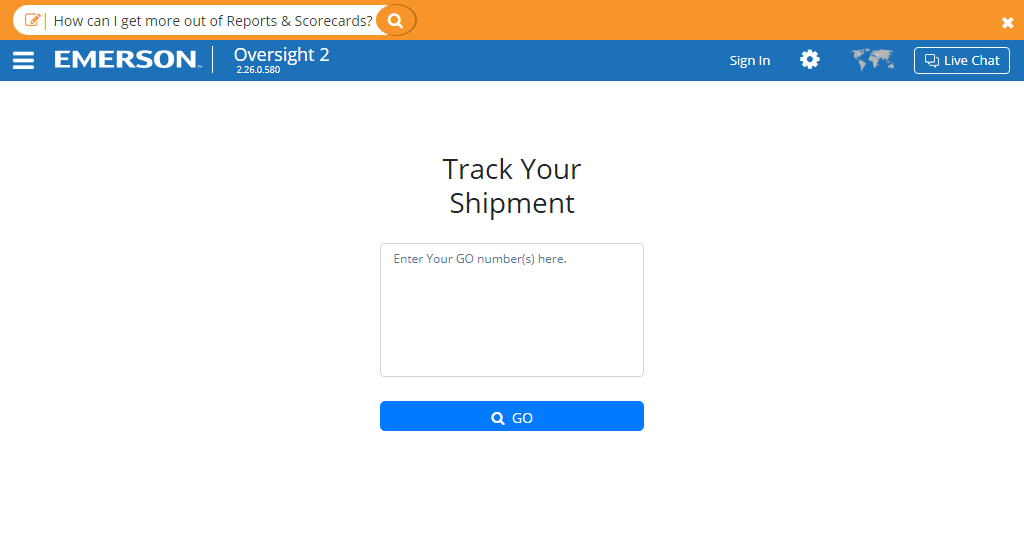 How can I get more out of Reports & Scorecards?
EMERSON™
Oversight 2
2.26.0.580
Sign In
Live Chat
Track Your
Shipment
Enter Your GO number(s) here.
GO